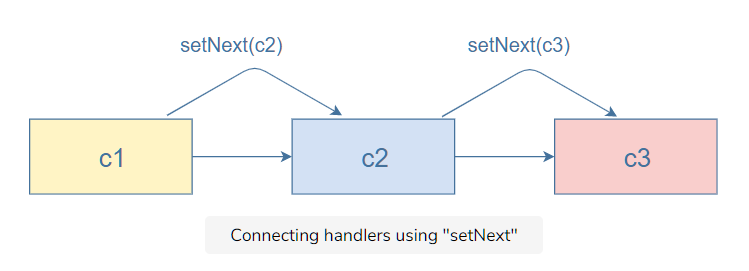 setNext(c2)
setNext(c3)
c1
c2
c3
Connecting handlers using "setNext"